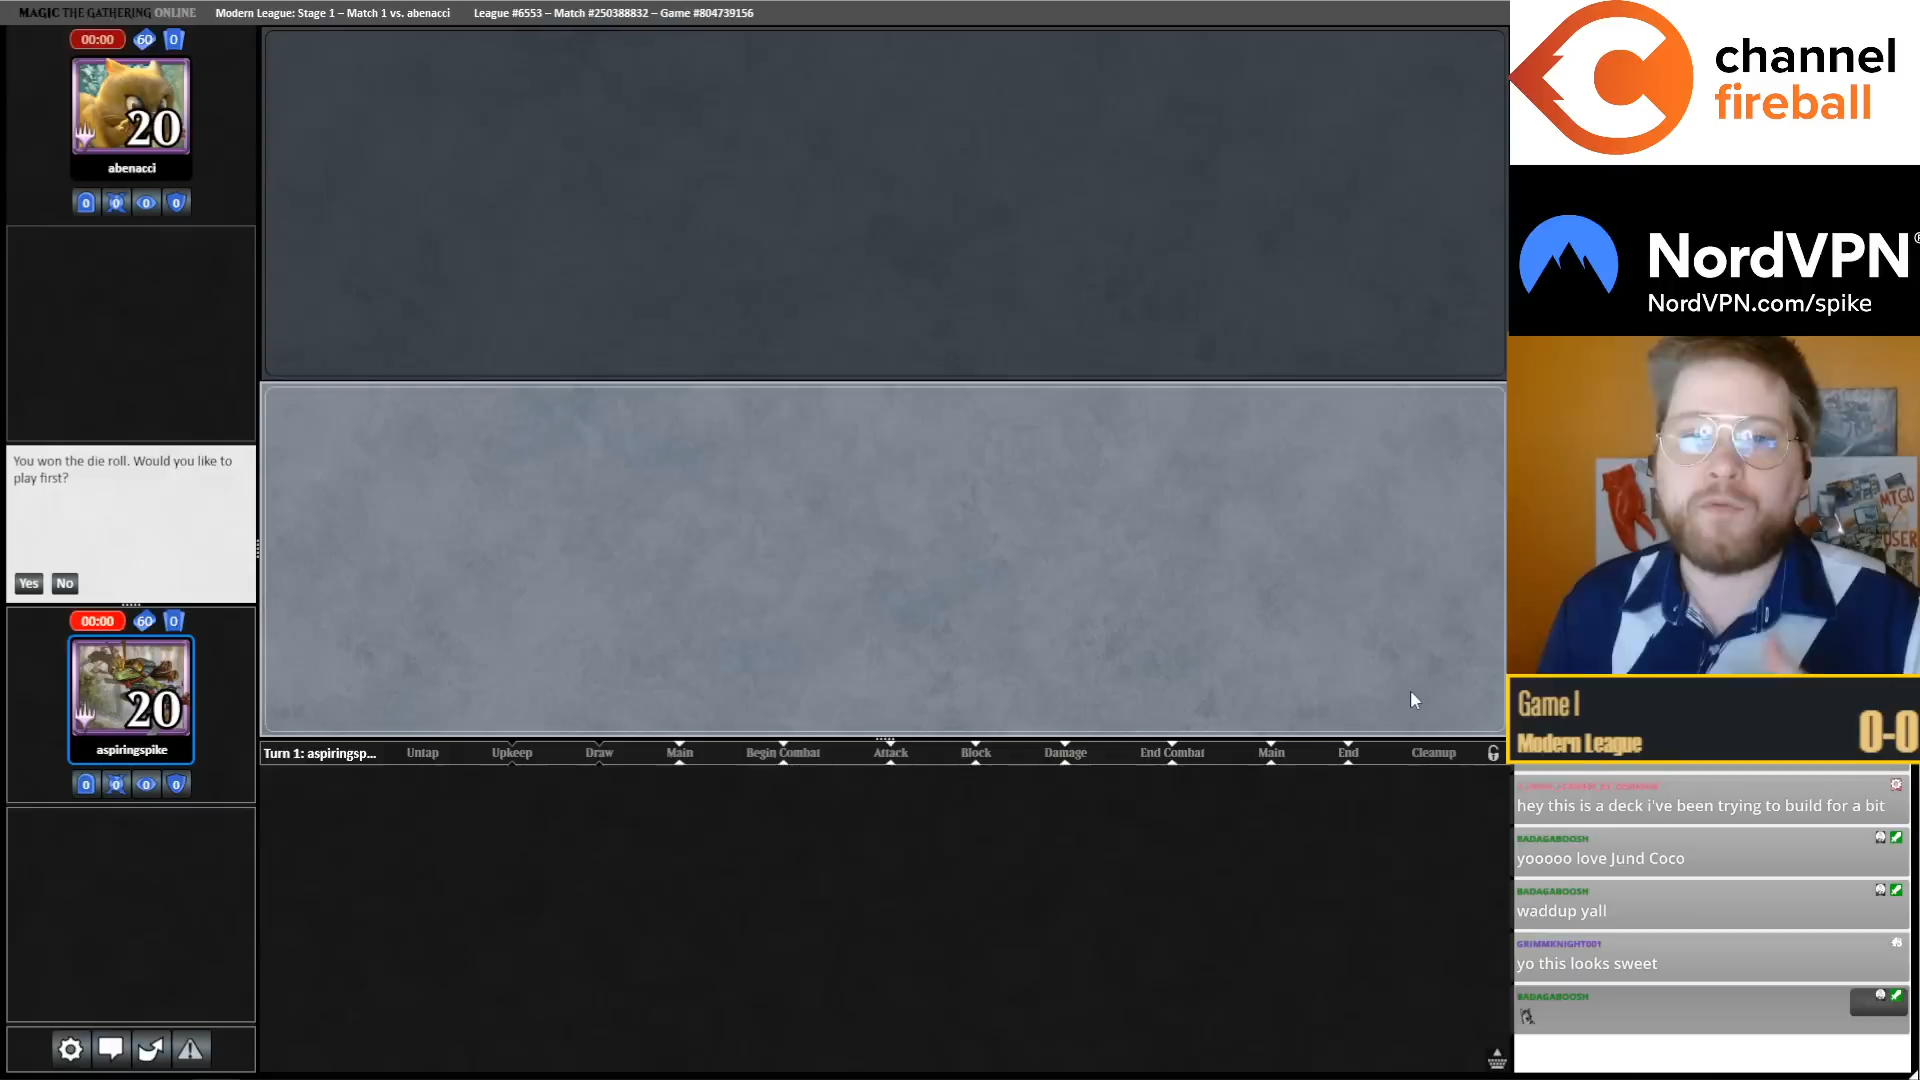 MAGIC THE GATHERING ONLINE
Modern League: Stage 1 – Match 1 vs. abenacci
League #6553 – Match #250388832 – Game #804739156
00:00
60
0
20
abenacci
0
0
0
0
You won the die roll. Would you like to
play first?
Yes
No
00:00
60
0
20
aspiringspike
0
0
0
0
Turn 1: aspiringsp...
Untap
Upkeep
Draw
Main
Begin Combat
Attack
Block
Damage
End Combat
Main
End
Cleanup
channel
fireball
NordVPN®
NordVPN.com/spike
MTGO
USER
Game 1
Modern League
0-0
hey this is a deck i've been trying to build for a bit
BADAGABOOSH
yooooo love Jund Coco
BADAGABOOSH
waddup yall
GRIMMKNIGHT001
yo this looks sweet
BADAGABOOSH